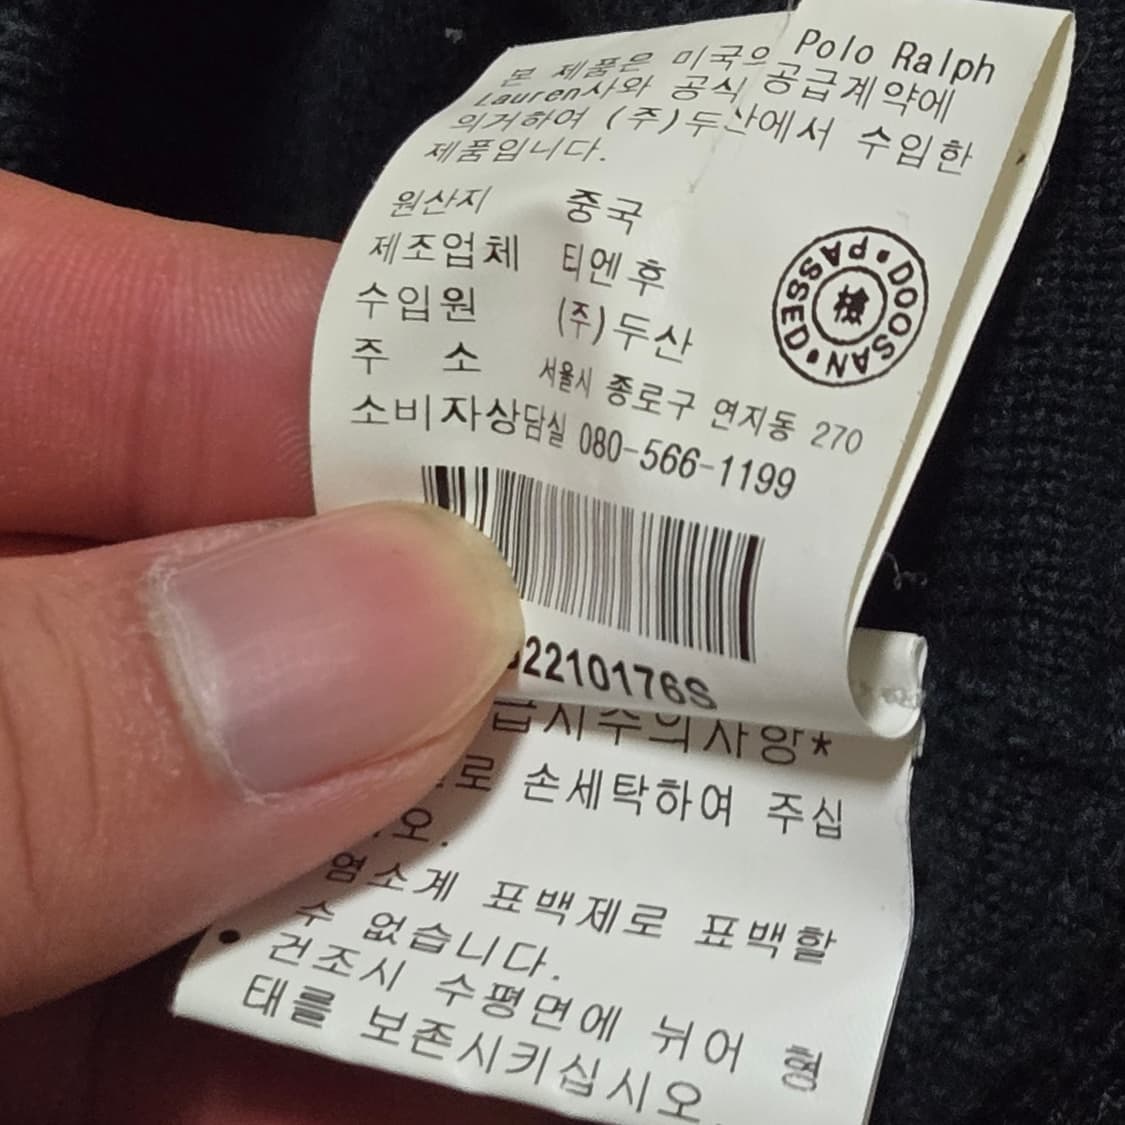 본 제품은 미국의 Polo Ralph
Lauren사와 공식 공급계약에
의거하여 (주)두산에서 수입한
제품입니다.
원산지 중국
제조업체 티엔후
수입원 (주)두산
주 소 서울시 종로구 연지동 270
소비자상담실 080-566-1199
DOOSAN • PASSED •
檢
2210176S
급시주의사항*
로 손세탁하여 주십
오.
염소계 표백제로 표백할
수 없습니다.
• 건조시 수평면에 뉘어 형
태를 보존시키십시오.